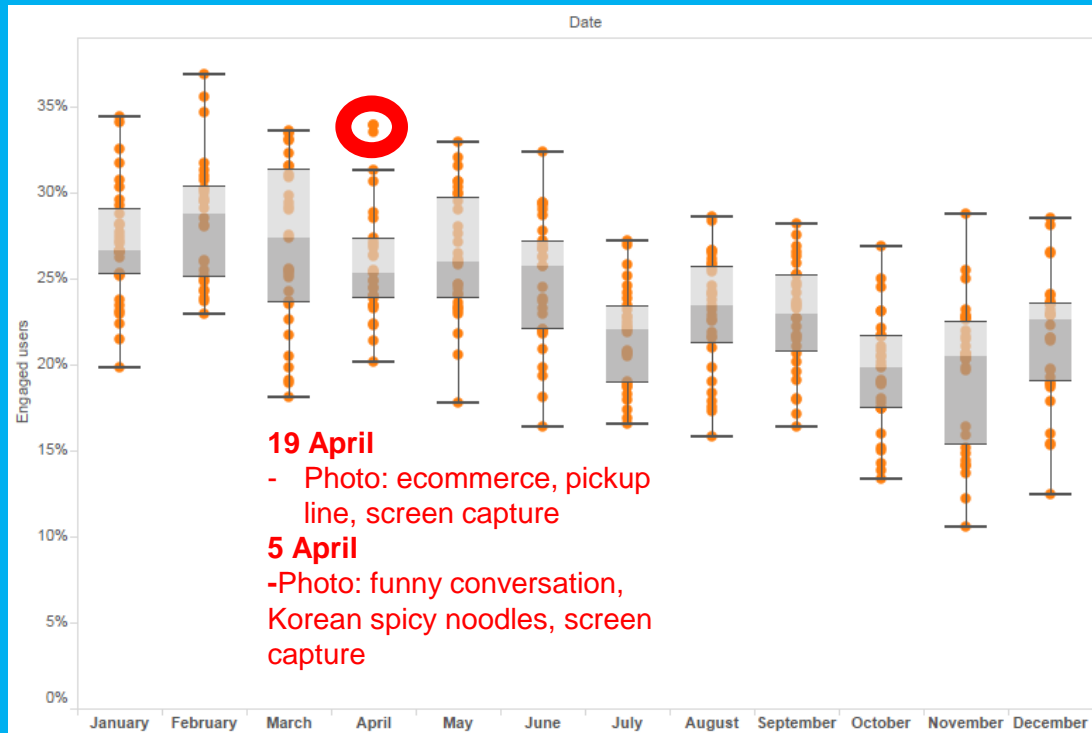 Date
Engaged users
35%
30%
25%
20%
15%
10%
5%
0%
19 April
- Photo: ecommerce, pickup
line, screen capture
5 April
-Photo: funny conversation,
Korean spicy noodles, screen
capture
January February March April May June July August September October November December